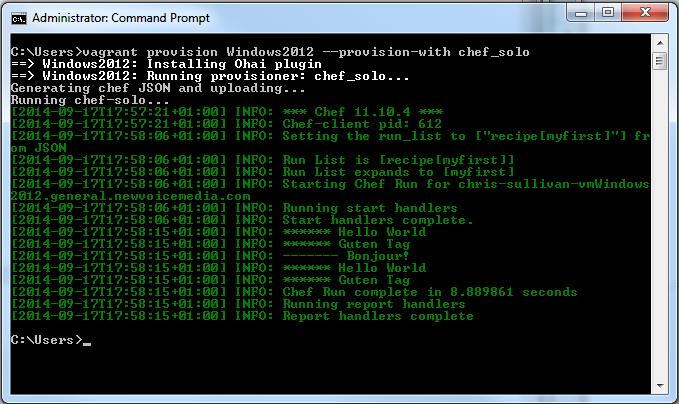 Administrator: Command Prompt
C:\Users>vagrant provision Windows2012 --provision-with chef_solo
==> Windows2012: Installing Ohai plugin
==> Windows2012: Running provisioner: chef_solo...
Generating chef JSON and uploading...
Running chef-solo...
[2014-09-17T17:57:21+01:00] INFO: *** Chef 11.10.4 ***
[2014-09-17T17:57:21+01:00] INFO: Chef-client pid: 612
[2014-09-17T17:58:06+01:00] INFO: Setting the run_list to ["recipe[myfirst]"] fr
om JSON
[2014-09-17T17:58:06+01:00] INFO: Run List is [recipe[myfirst]]
[2014-09-17T17:58:06+01:00] INFO: Run List expands to [myfirst]
[2014-09-17T17:58:06+01:00] INFO: Starting Chef Run for chris-sullivan-vmWindows
2012.general.newvoicemedia.com
[2014-09-17T17:58:06+01:00] INFO: Running start handlers
[2014-09-17T17:58:06+01:00] INFO: Start handlers complete.
[2014-09-17T17:58:15+01:00] INFO: ****** Hello World
[2014-09-17T17:58:15+01:00] INFO: ****** Guten Tag
[2014-09-17T17:58:15+01:00] INFO: ------- Bonjour!
[2014-09-17T17:58:15+01:00] INFO: ****** Hello World
[2014-09-17T17:58:15+01:00] INFO: ****** Guten Tag
[2014-09-17T17:58:15+01:00] INFO: Chef Run complete in 8.889861 seconds
[2014-09-17T17:58:15+01:00] INFO: Running report handlers
[2014-09-17T17:58:15+01:00] INFO: Report handlers complete
C:\Users>_